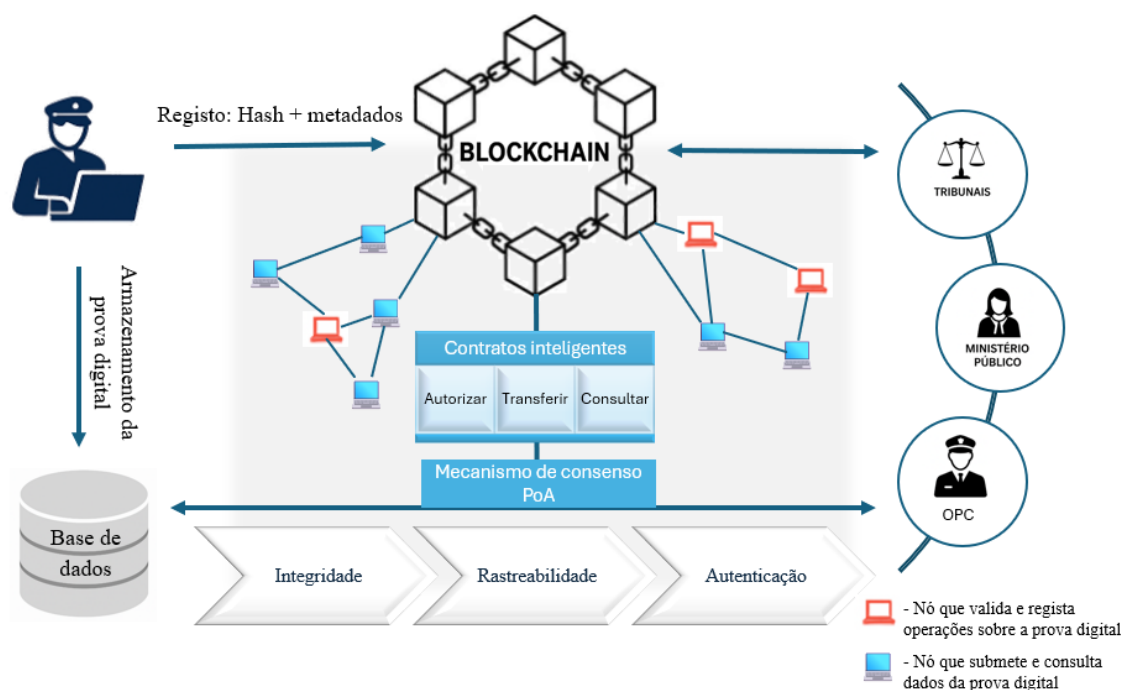 Registo: Hash + metadados
BLOCKCHAIN
TRIBUNAIS
Armazenamento da
prova digital
MINISTÉRIO
PÚBLICO
Contratos inteligentes
Autorizar
Transferir
Consultar
Mecanismo de consenso
PoA
OPC
Base de
dados
Integridade
Rastreabilidade
Autenticação
- Nó que valida e regista
operações sobre a prova digital
- Nó que submete e consulta
dados da prova digital